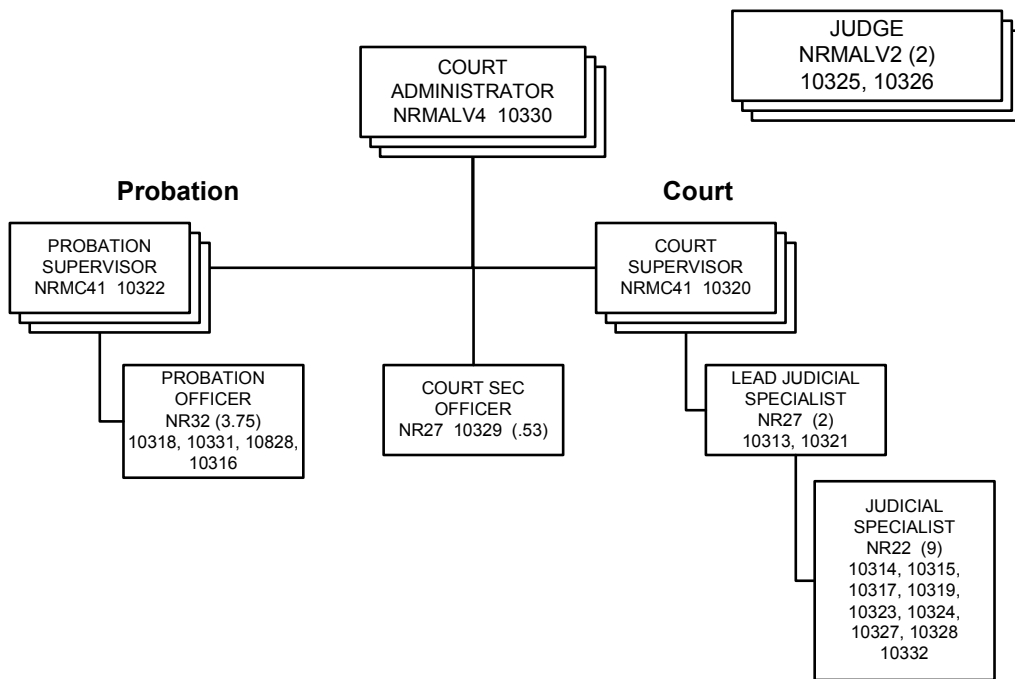 JUDGE
NRMALV2 (2)
10325, 10326
COURT
ADMINISTRATOR
NRMALV4 10330
Probation
Court
PROBATION
SUPERVISOR
NRMC41 10322
COURT
SUPERVISOR
NRMC41 10320
PROBATION
OFFICER
NR32 (3.75)
10318, 10331, 10828,
10316
COURT SEC
OFFICER
NR27 10329 (.53)
LEAD JUDICIAL
SPECIALIST
NR27 (2)
10313, 10321
JUDICIAL
SPECIALIST
NR22 (9)
10314, 10315,
10317, 10319,
10323, 10324,
10327, 10328
10332